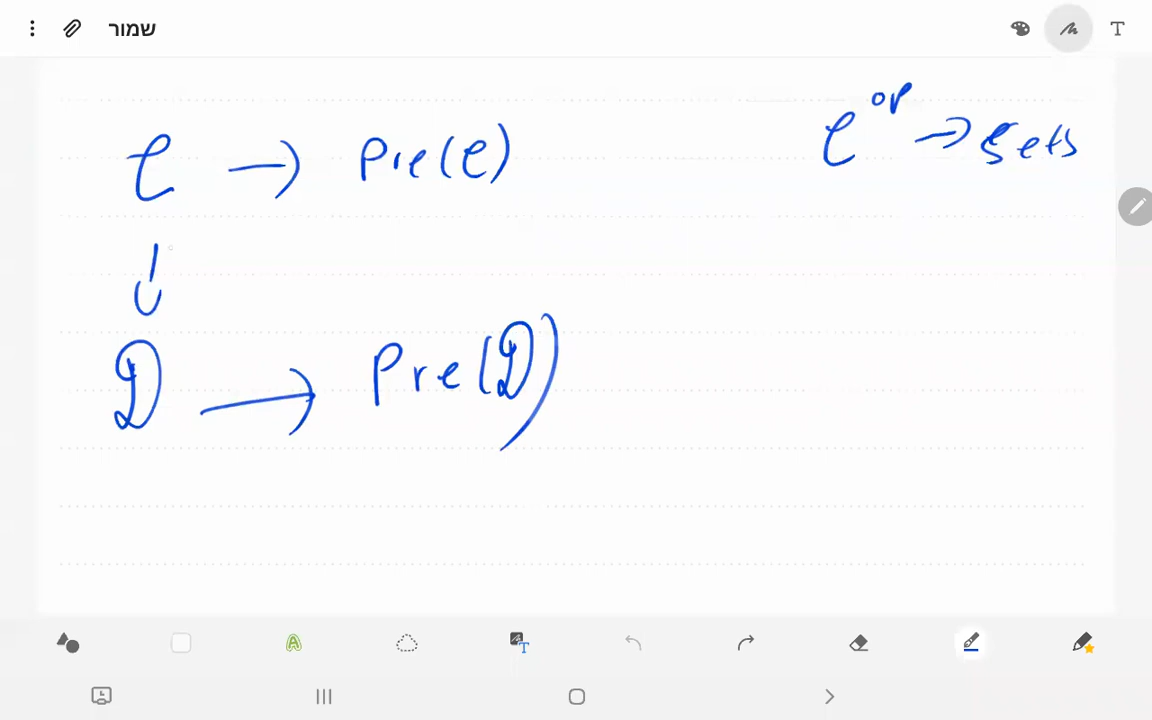 שמור
T
C → Pre(C)
C^op → Sets
↓
D → Pre(D)